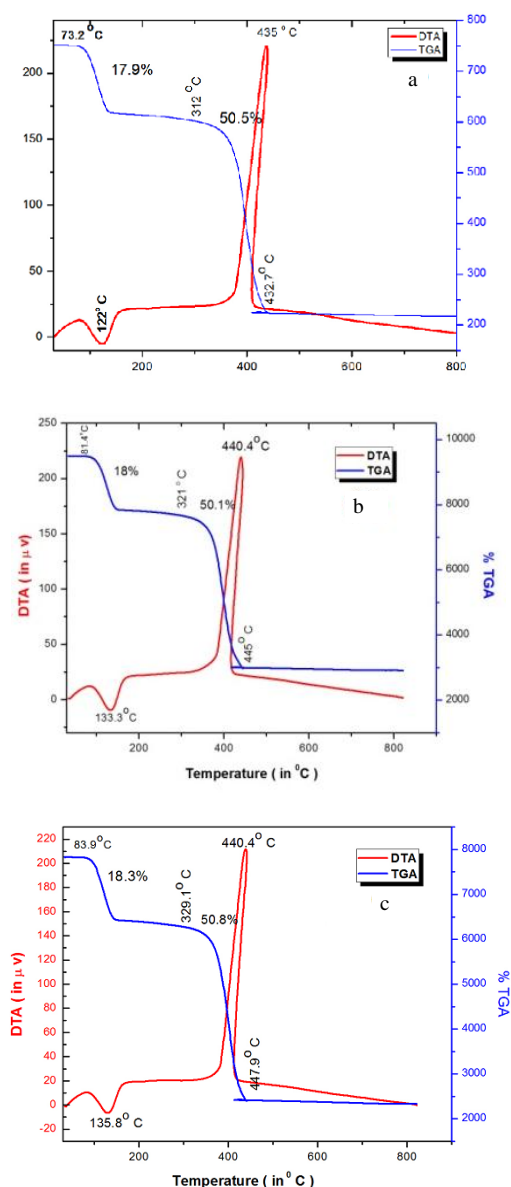 73.2°C
435 °C
DTA
TGA
a
17.9%
312 °C
50.5%
432.7° C
122° C
0
50
100
150
200
200
400
600
800
200
300
400
500
600
700
800
81.4°C
440.4°C
DTA
TGA
b
18%
321° C
50.1%
445° C
133.3°C
DTA ( in μ v)
% TGA
0
50
100
150
200
250
200
400
600
800
2000
4000
6000
8000
10000
Temperature ( in °C )
83.9°C
440.4°C
DTA
TGA
c
18.3%
329.1°C
50.8%
447.9°C
135.8°C
DTA ( in μ v)
% TGA
-20
0
20
40
60
80
100
120
140
160
180
200
220
200
400
600
800
2000
3000
4000
5000
6000
7000
8000
Temperature (in ° C )